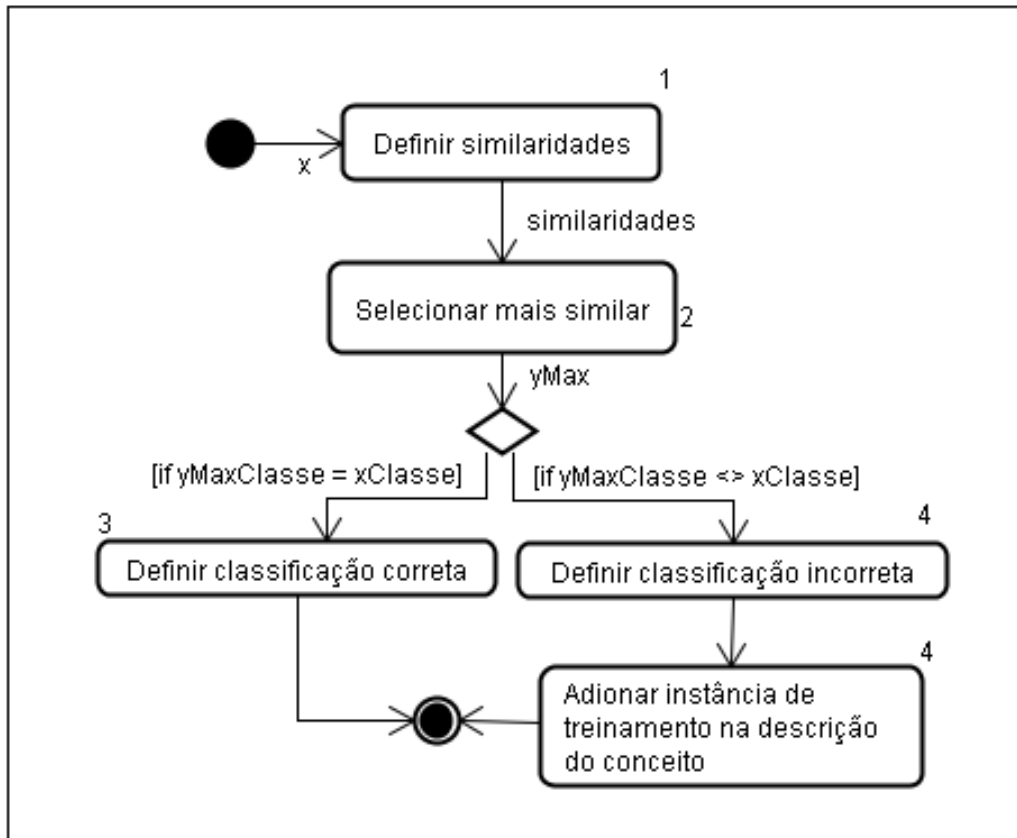 1
Definir similaridades
x
similaridades
Selecionar mais similar
2
yMax
[if yMaxClasse = xClasse]
[if yMaxClasse <> xClasse]
3
4
Definir classificação correta
Definir classificação incorreta
4
Adionar instância de
treinamento na descrição
do conceito